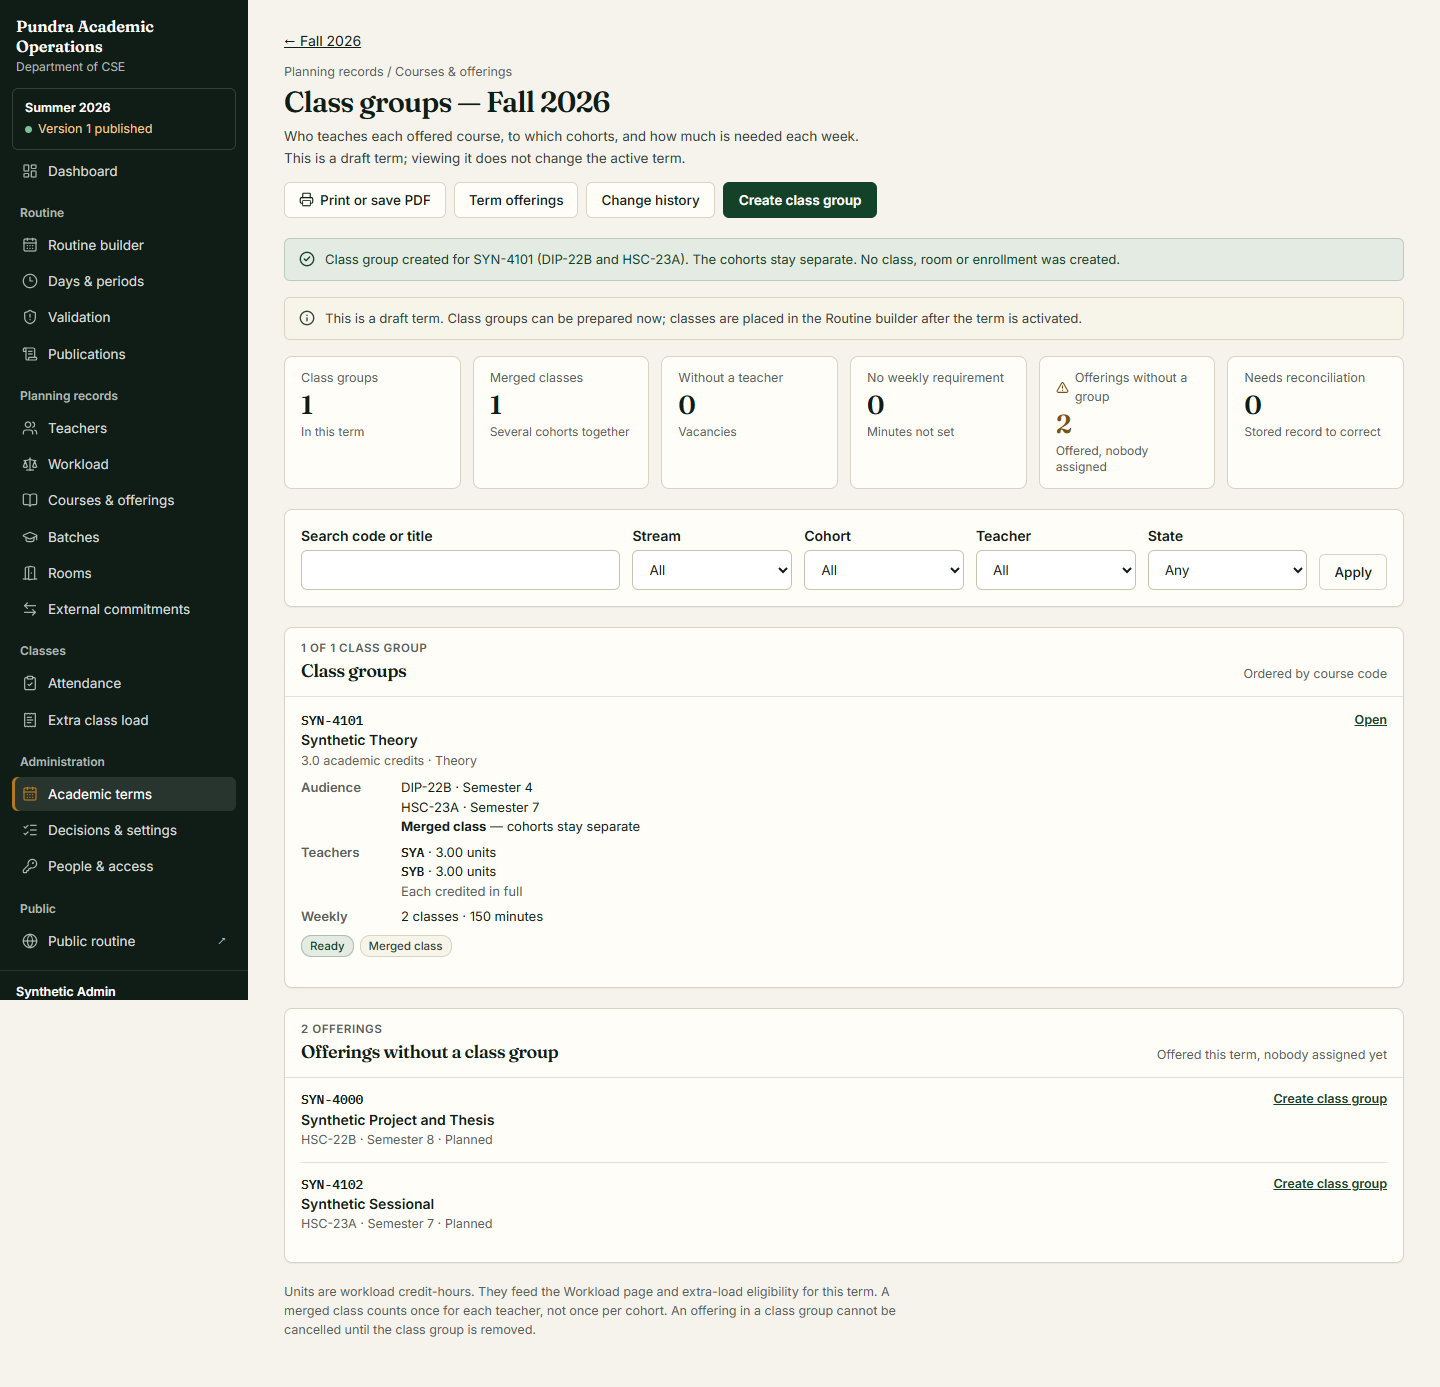 Pundra Academic
Operations
Department of CSE
Summer 2026
Version 1 published
Dashboard
Routine
Routine builder
Days & periods
Validation
Publications
Planning records
Teachers
Workload
Courses & offerings
Batches
Rooms
External commitments
Classes
Attendance
Extra class load
Administration
Academic terms
Decisions & settings
People & access
Public
Public routine ↗
Synthetic Admin
← Fall 2026
Planning records / Courses & offerings
Class groups — Fall 2026
Who teaches each offered course, to which cohorts, and how much is needed each week.
This is a draft term; viewing it does not change the active term.
Print or save PDF Term offerings Change history Create class group
Class group created for SYN-4101 (DIP-22B and HSC-23A). The cohorts stay separate. No class, room or enrollment was created.
This is a draft term. Class groups can be prepared now; classes are placed in the Routine builder after the term is activated.
Class groups
1
In this term
Merged classes
1
Several cohorts together
Without a teacher
0
Vacancies
No weekly requirement
0
Minutes not set
Offerings without a
group
2
Offered, nobody
assigned
Needs reconciliation
0
Stored record to correct
Search code or title Stream Cohort Teacher State
All All All Any Apply
1 OF 1 CLASS GROUP
Class groups Ordered by course code
SYN-4101 Open
Synthetic Theory
3.0 academic credits · Theory
Audience DIP-22B · Semester 4
HSC-23A · Semester 7
Merged class — cohorts stay separate
Teachers SYA · 3.00 units
SYB · 3.00 units
Each credited in full
Weekly 2 classes · 150 minutes
Ready Merged class
2 OFFERINGS
Offerings without a class group Offered this term, nobody assigned yet
SYN-4000 Create class group
Synthetic Project and Thesis
HSC-22B · Semester 8 · Planned
SYN-4102 Create class group
Synthetic Sessional
HSC-23A · Semester 7 · Planned
Units are workload credit-hours. They feed the Workload page and extra-load eligibility for this term. A
merged class counts once for each teacher, not once per cohort. An offering in a class group cannot be
cancelled until the class group is removed.